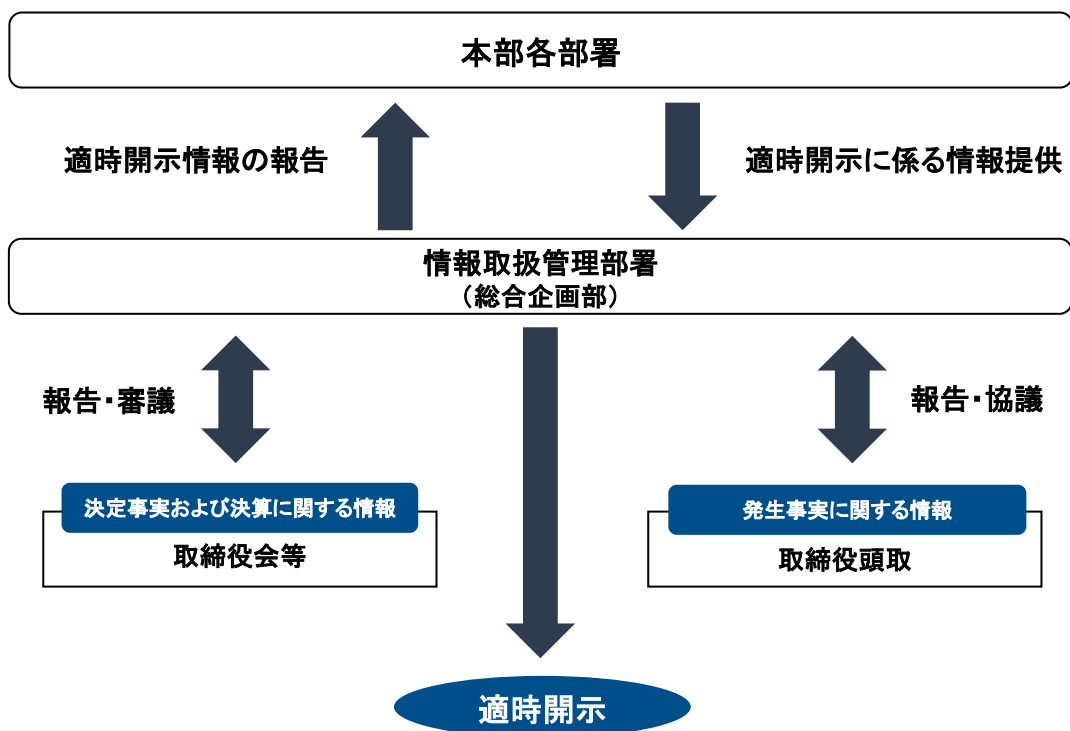 本部各部署
適時開示情報の報告
適時開示に係る情報提供
情報取扱管理部署
（総合企画部）
報告・審議
報告・協議
決定事実および決算に関する情報
取締役会等
発生事実に関する情報
取締役頭取
適時開示